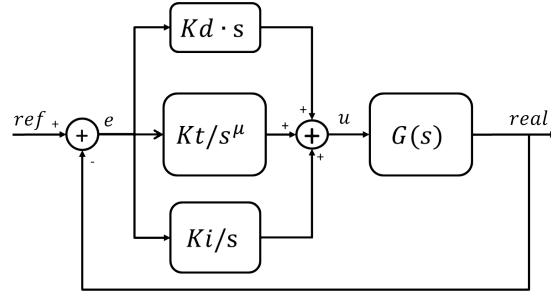 Kd · s
ref + + e
-
Kt/s^μ
Ki/s
+
+
+
+
u
G(s)
real